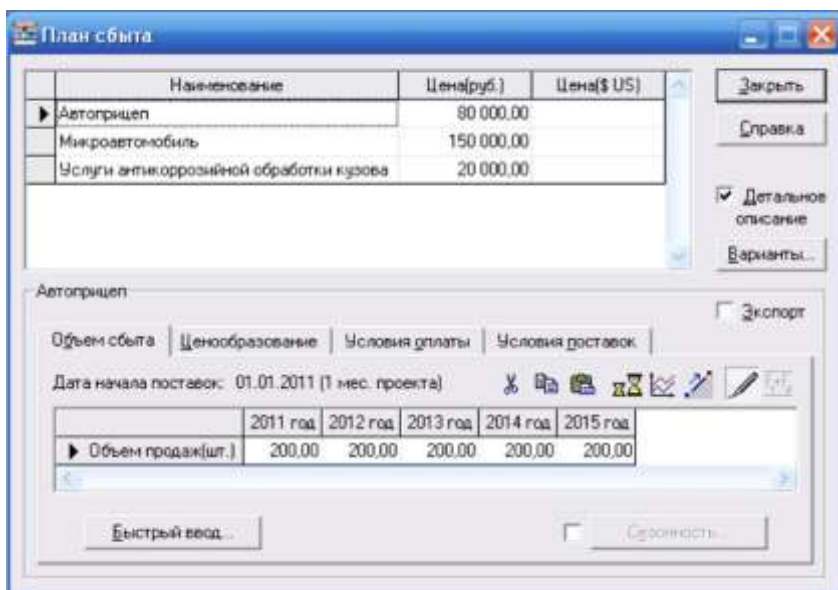 План сбыта
Наименование Цена(руб.) Цена($ US)
Автоприцеп 80 000,00
Микроавтомобиль 150 000,00
Услуги антикоррозийной обработки кузова 20 000,00
Закрыть
Справка
Детальное
описание
Варианты...
Автоприцеп
Экспорт
Объем сбыта Ценообразование Условия оплаты Условия поставок
Дата начала поставок: 01.01.2011 (1 мес. проекта)
2011 год 2012 год 2013 год 2014 год 2015 год
Объем продаж(шт.) 200,00 200,00 200,00 200,00 200,00
Быстрый ввод... Сезонность...